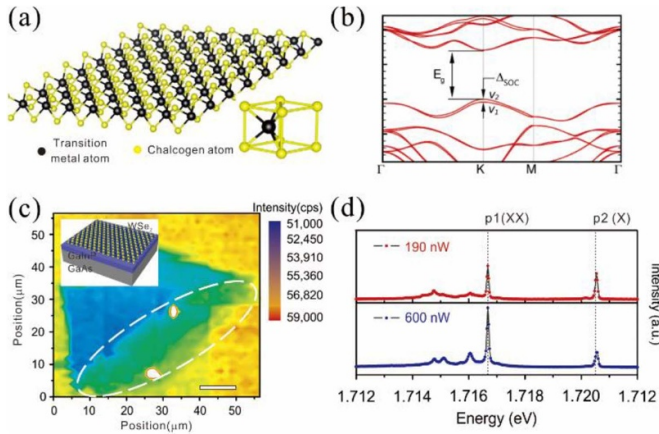 (a)
Transition
metal atom
Chalcogen atom
(b)
E_g
Δ_SOC
v_2
v_1
Γ
K
M
Γ
(c)
Intensity(cps)
WSe_2
GaInP
GaAs
51,000
52,450
53,910
55,360
56,820
59,000
Position(μm)
50
40
30
20
10
0
0 10 20 30 40 50
Position(μm)
(d)
p1(XX) p2 (X)
190 nW
600 nW
Intensity (a.u.)
1.712 1.714 1.716 1.718 1.720 1.712
Energy (eV)